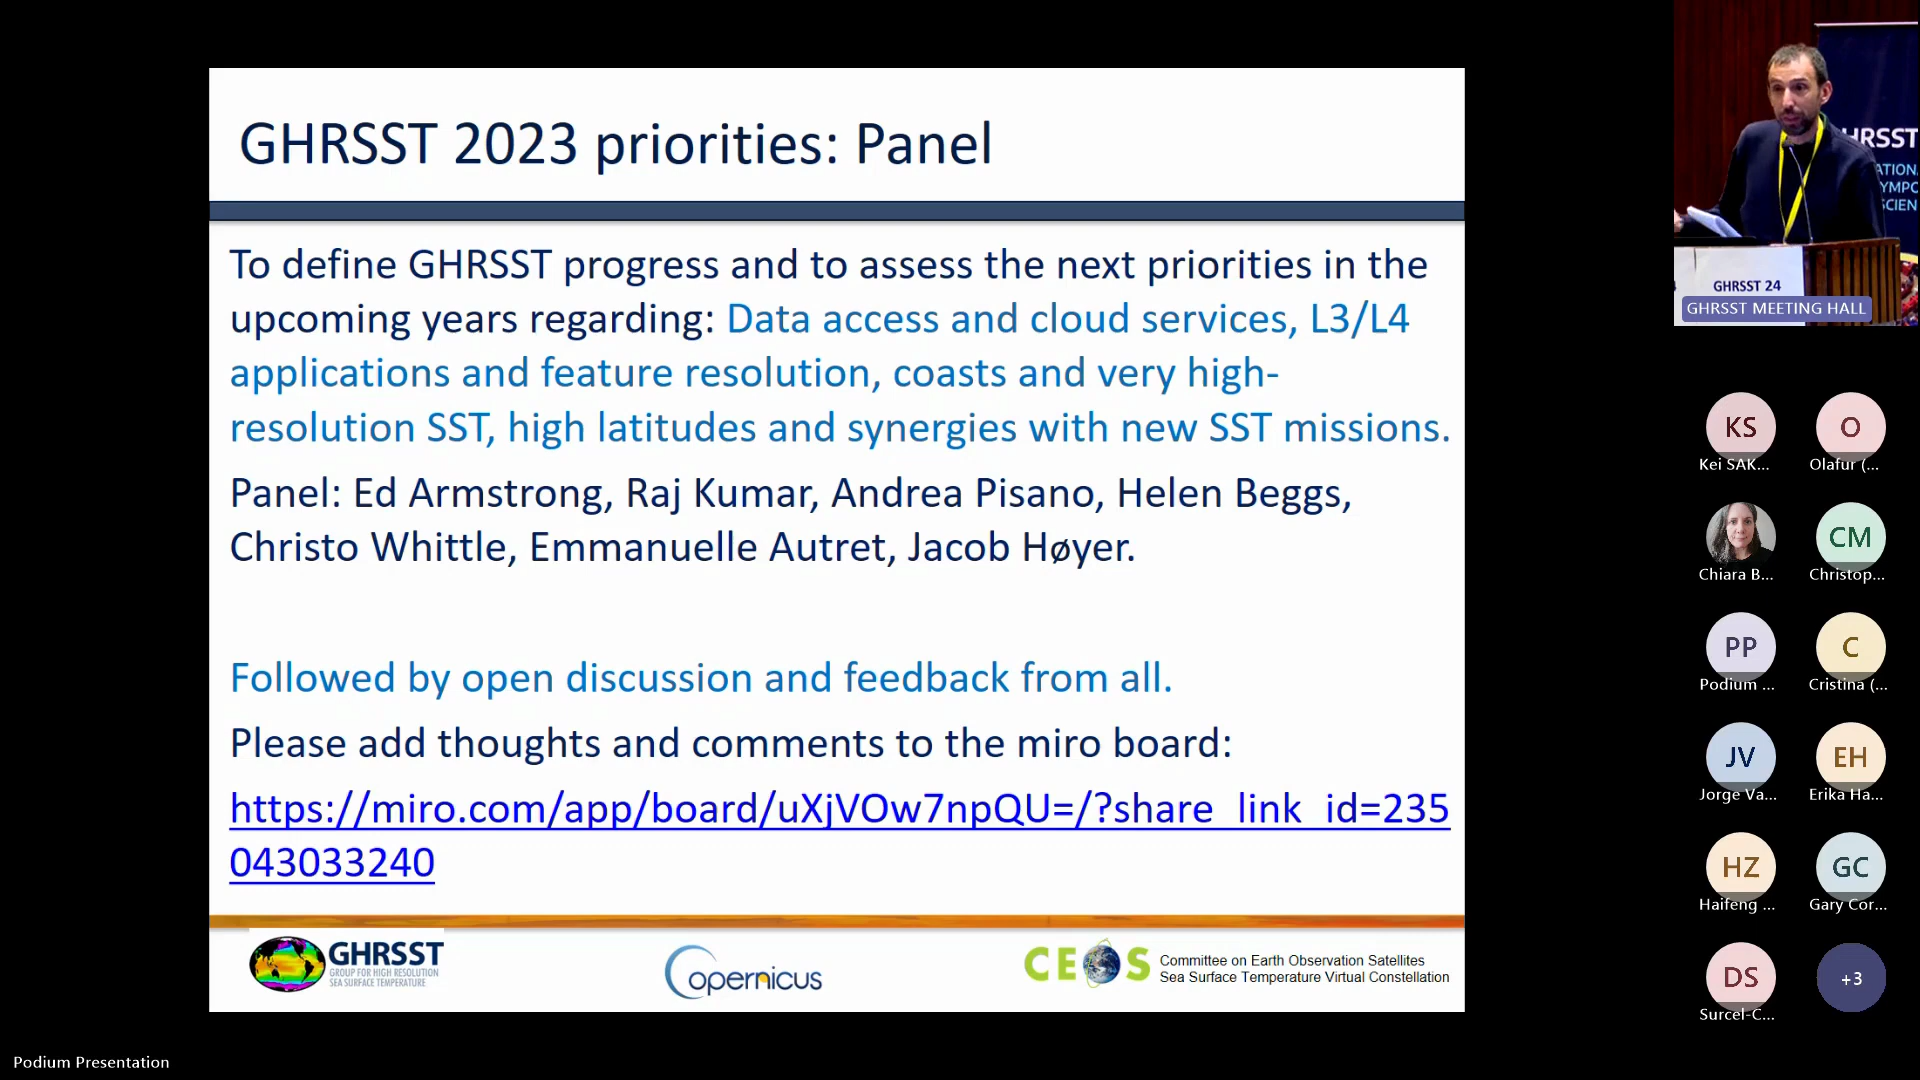 GHRSST 2023 priorities: Panel
To define GHRSST progress and to assess the next priorities in the
upcoming years regarding: Data access and cloud services, L3/L4
applications and feature resolution, coasts and very high-
resolution SST, high latitudes and synergies with new SST missions.
Panel: Ed Armstrong, Raj Kumar, Andrea Pisano, Helen Beggs,
Christo Whittle, Emmanuelle Autret, Jacob Høyer.
Followed by open discussion and feedback from all.
Please add thoughts and comments to the miro board:
https://miro.com/app/board/uXjVOw7npQU=/?share_link_id=235
043033240
GHRSST
GROUP FOR HIGH RESOLUTION
SEA SURFACE TEMPERATURE
Copernicus
CEOS
Committee on Earth Observation Satellites
Sea Surface Temperature Virtual Constellation
HRSST
ATION
YMPO
SCIEN
GHRSST 24
GHRSST MEETING HALL
KS
Kei SAK...
O
Olafur (...
Chiara B...
CM
Christop...
PP
Podium ...
C
Cristina (...
JV
Jorge Va...
EH
Erika Ha...
HZ
Haifeng ...
GC
Gary Cor...
DS
Surcel-C...
+3
Podium Presentation